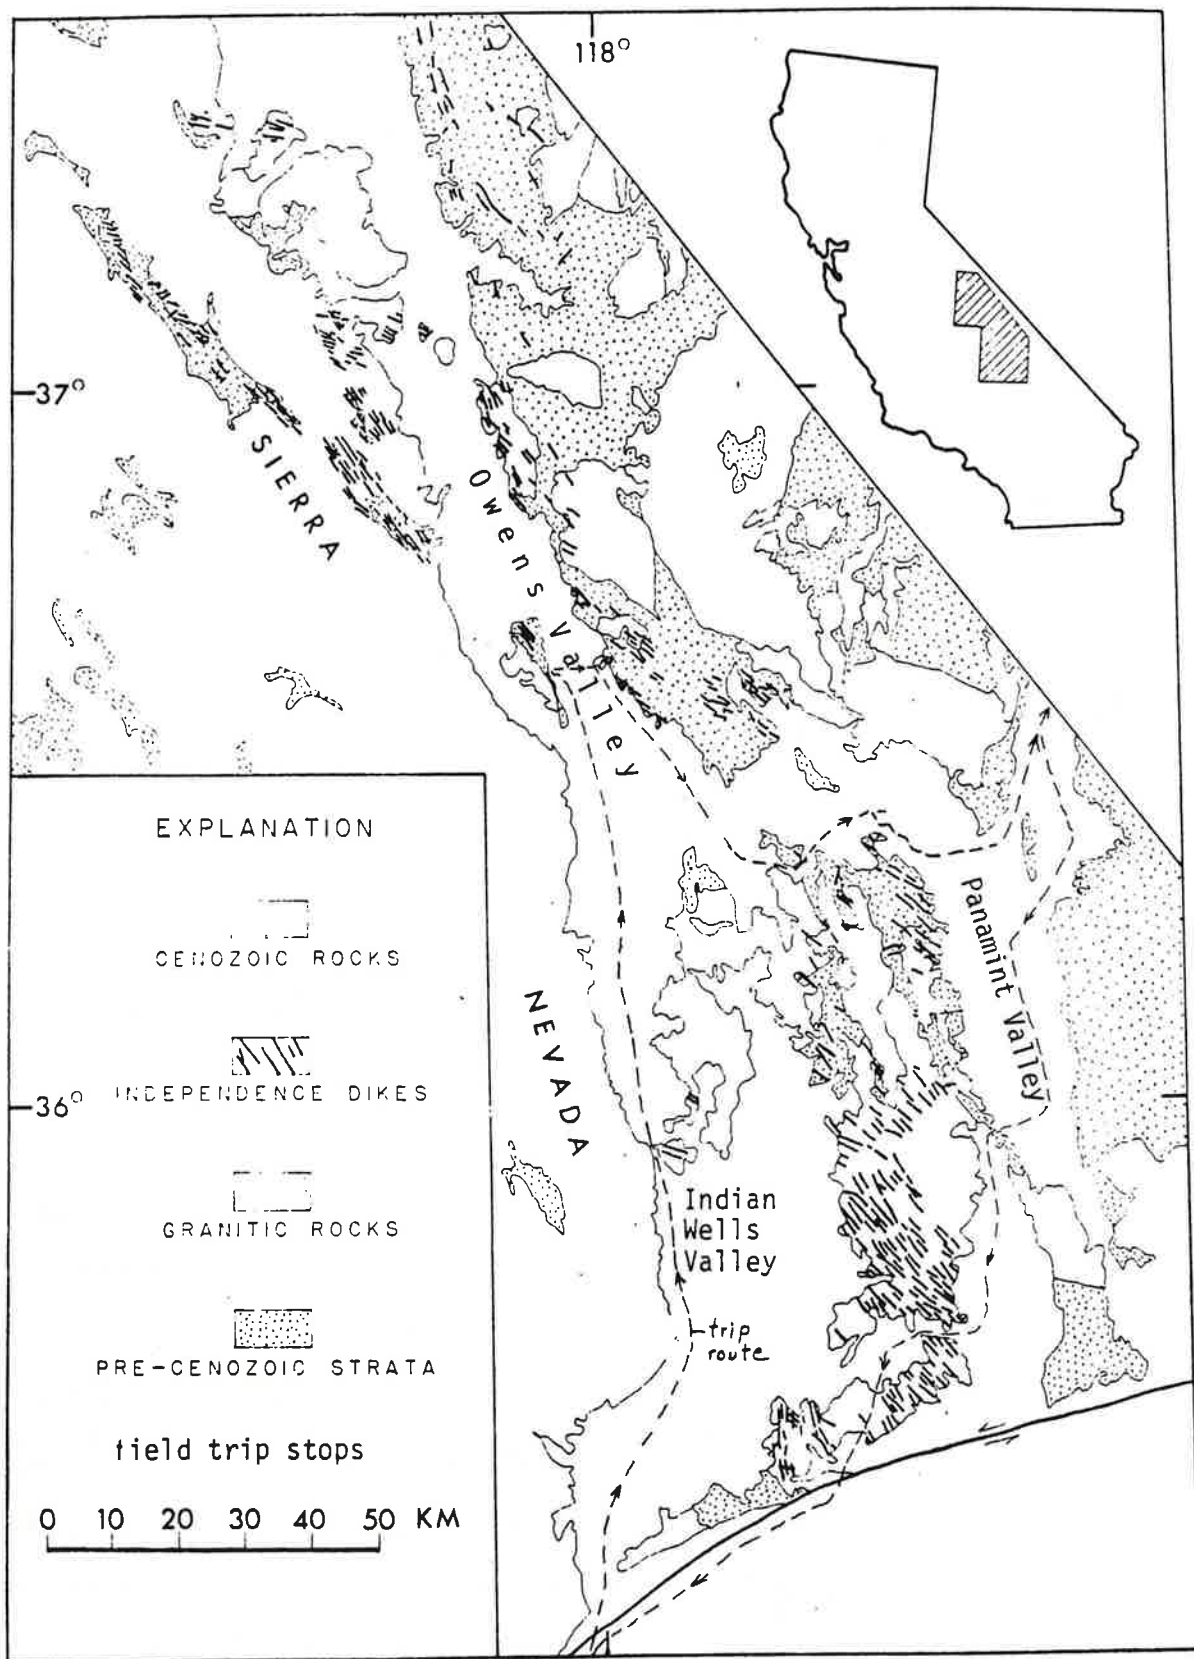 118°
37°
SIERRA
Owens Valley
Panamint Valley
NEVADA
36°
Indian
Wells
Valley
trip
route
EXPLANATION
CENOZOIC ROCKS
INDEPENDENCE DIKES
GRANITIC ROCKS
PRE-CENOZOIC STRATA
field trip stops
0 10 20 30 40 50 KM